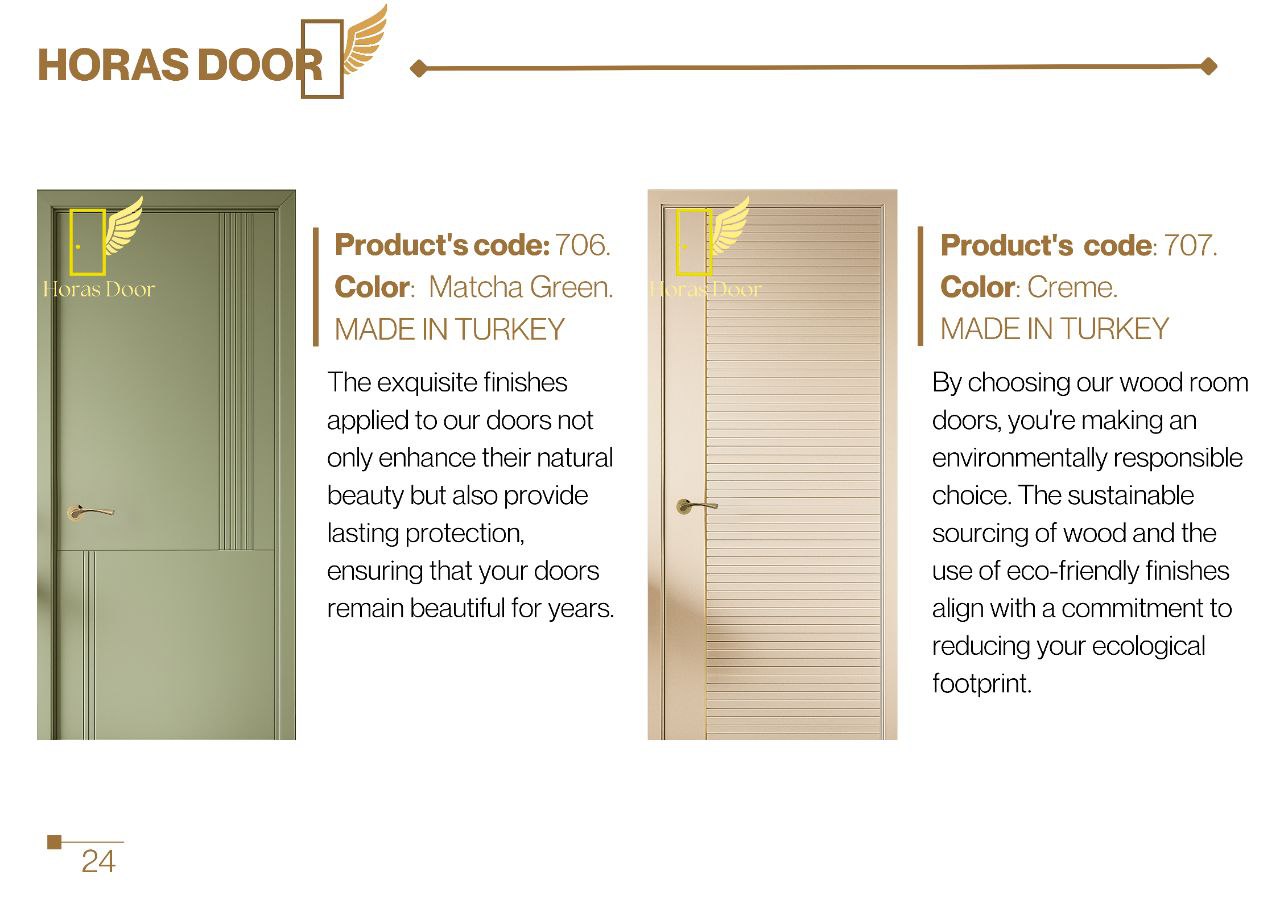 HORAS DOOR
Horas Door
Product's code: 706.
Color: Matcha Green.
MADE IN TURKEY
The exquisite finishes
applied to our doors not
only enhance their natural
beauty but also provide
lasting protection,
ensuring that your doors
remain beautiful for years.
Horas Door
Product's code: 707.
Color: Creme.
MADE IN TURKEY
By choosing our wood room
doors, you're making an
environmentally responsible
choice. The sustainable
sourcing of wood and the
use of eco-friendly finishes
align with a commitment to
reducing your ecological
footprint.
24